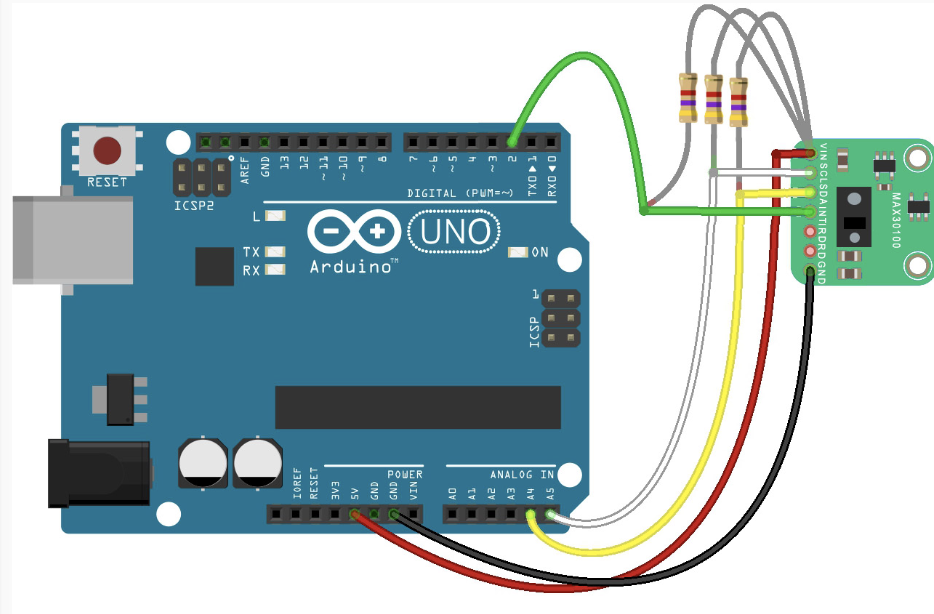 RESET
ICSP2
AREF
GND
13
12
~11
~10
~9
8
7
~6
~5
4
~3
2
TXO▶1
RXO◀0
DIGITAL (PWM=~)
L
TX
RX
Arduino™
UNO
ON
1
ICSP
IOREF
RESET
3V3
5V
GND
GND
VIN
POWER
ANALOG IN
A0
A1
A2
A3
A4
A5
VIN
SCL
SDA
INT
IRD
RD
GND
MAX30100